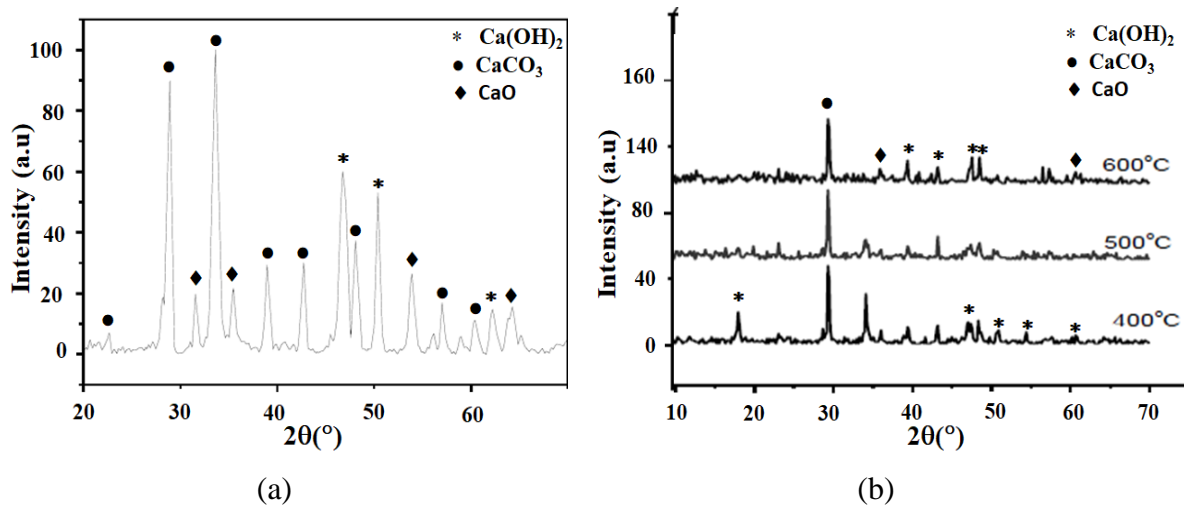 * Ca(OH)₂
● CaCO₃
◆ CaO
Intensity (a.u)
100
80
60
40
20
0
20 30 40 50 60
2θ(°)
(a)
* Ca(OH)₂
● CaCO₃
◆ CaO
Intensity (a.u)
160
140
80
40
0
600°C
500°C
400°C
10 20 30 40 50 60 70
2θ(°)
(b)